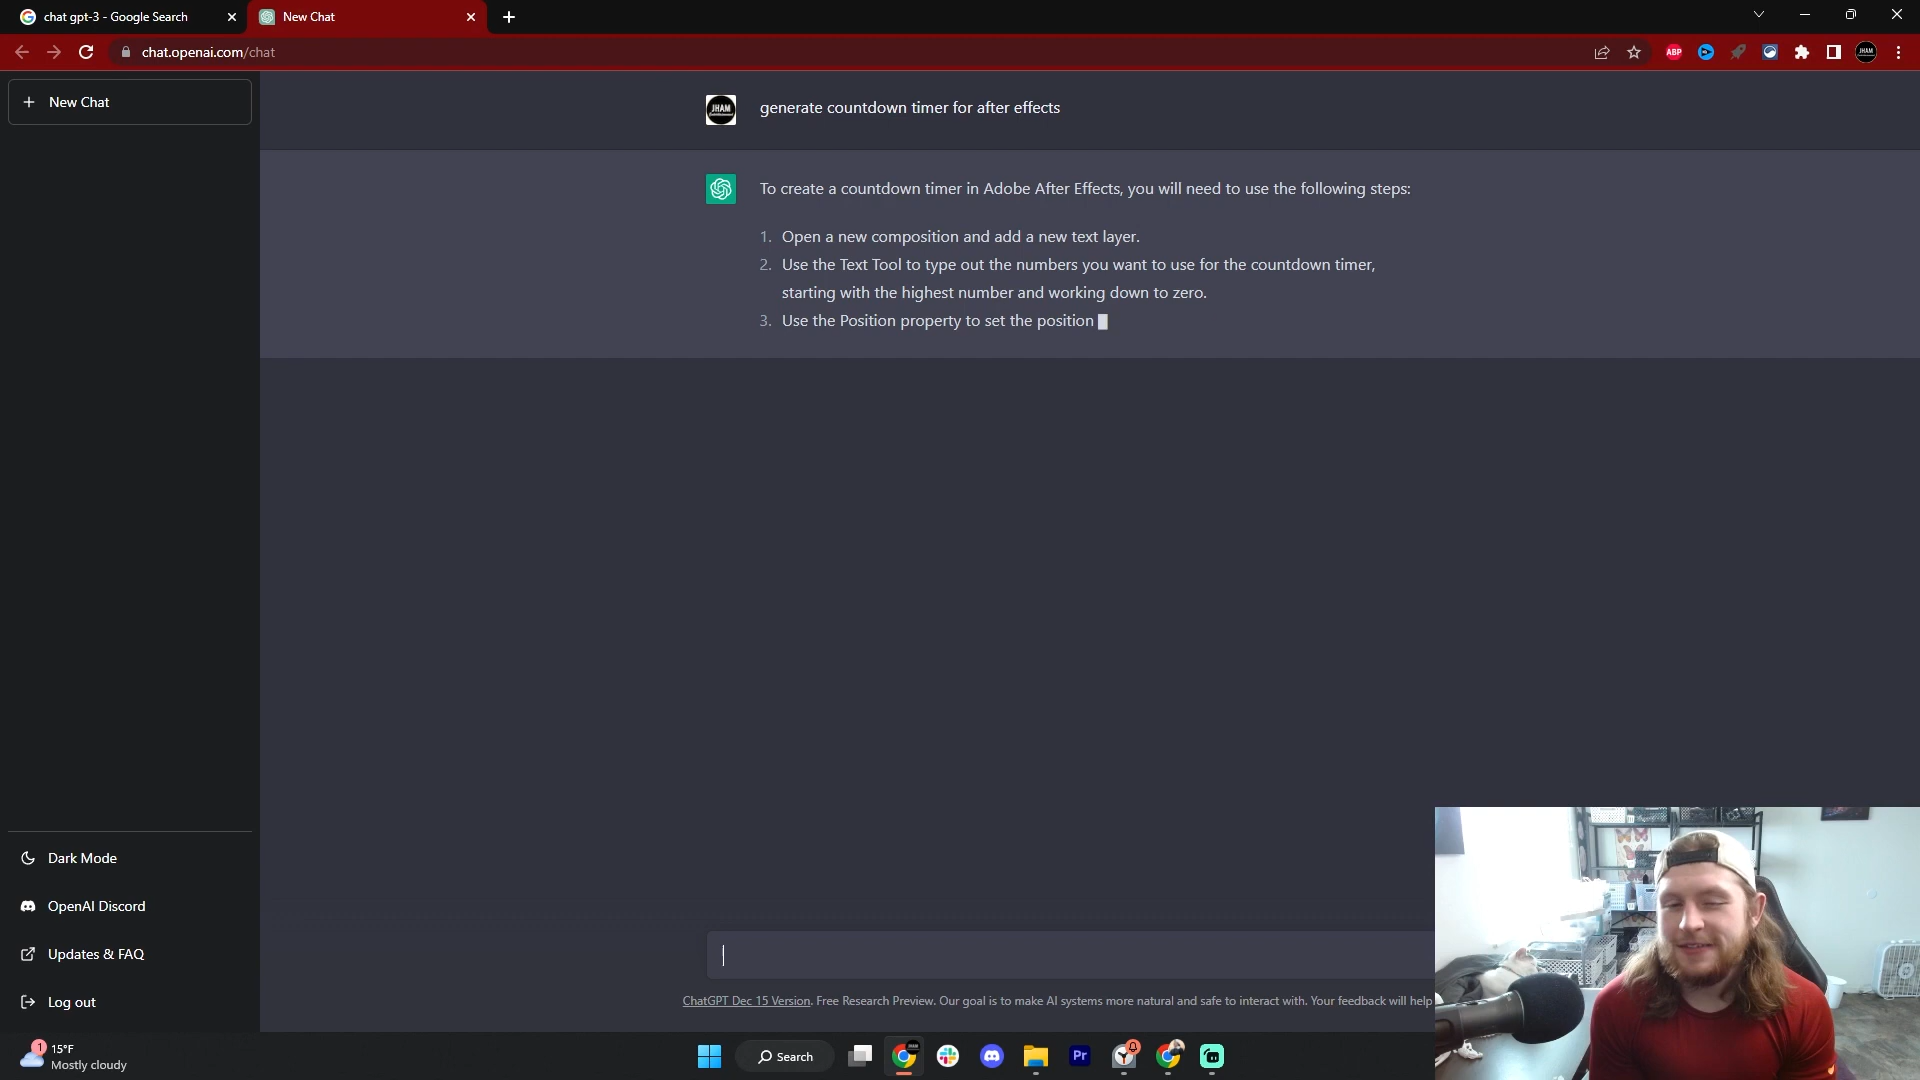 chat gpt-3 - Google Search
New Chat
chat.openai.com/chat
ABP
JHAM
New Chat
JHAM
generate countdown timer for after effects
To create a countdown timer in Adobe After Effects, you will need to use the following steps:
1. Open a new composition and add a new text layer.
2. Use the Text Tool to type out the numbers you want to use for the countdown timer,
starting with the highest number and working down to zero.
3. Use the Position property to set the position
Dark Mode
OpenAI Discord
Updates & FAQ
Log out
ChatGPT Dec 15 Version. Free Research Preview. Our goal is to make AI systems more natural and safe to interact with. Your feedback will help
1
15°F
Mostly cloudy
Search
Pr